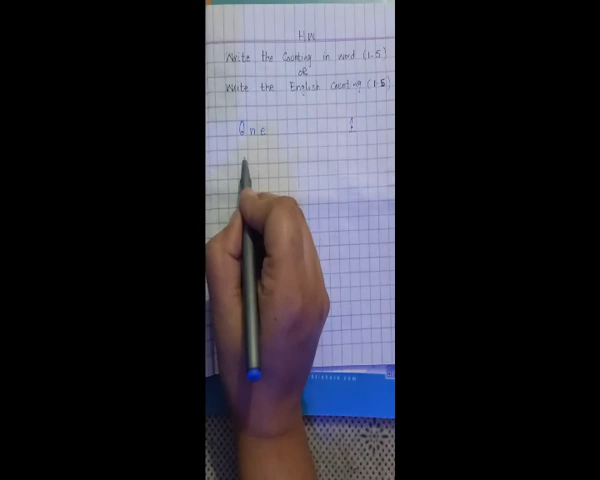 H.W
Write the Counting in word (1-5)
or
Write the English Counting (1-5)
One 1